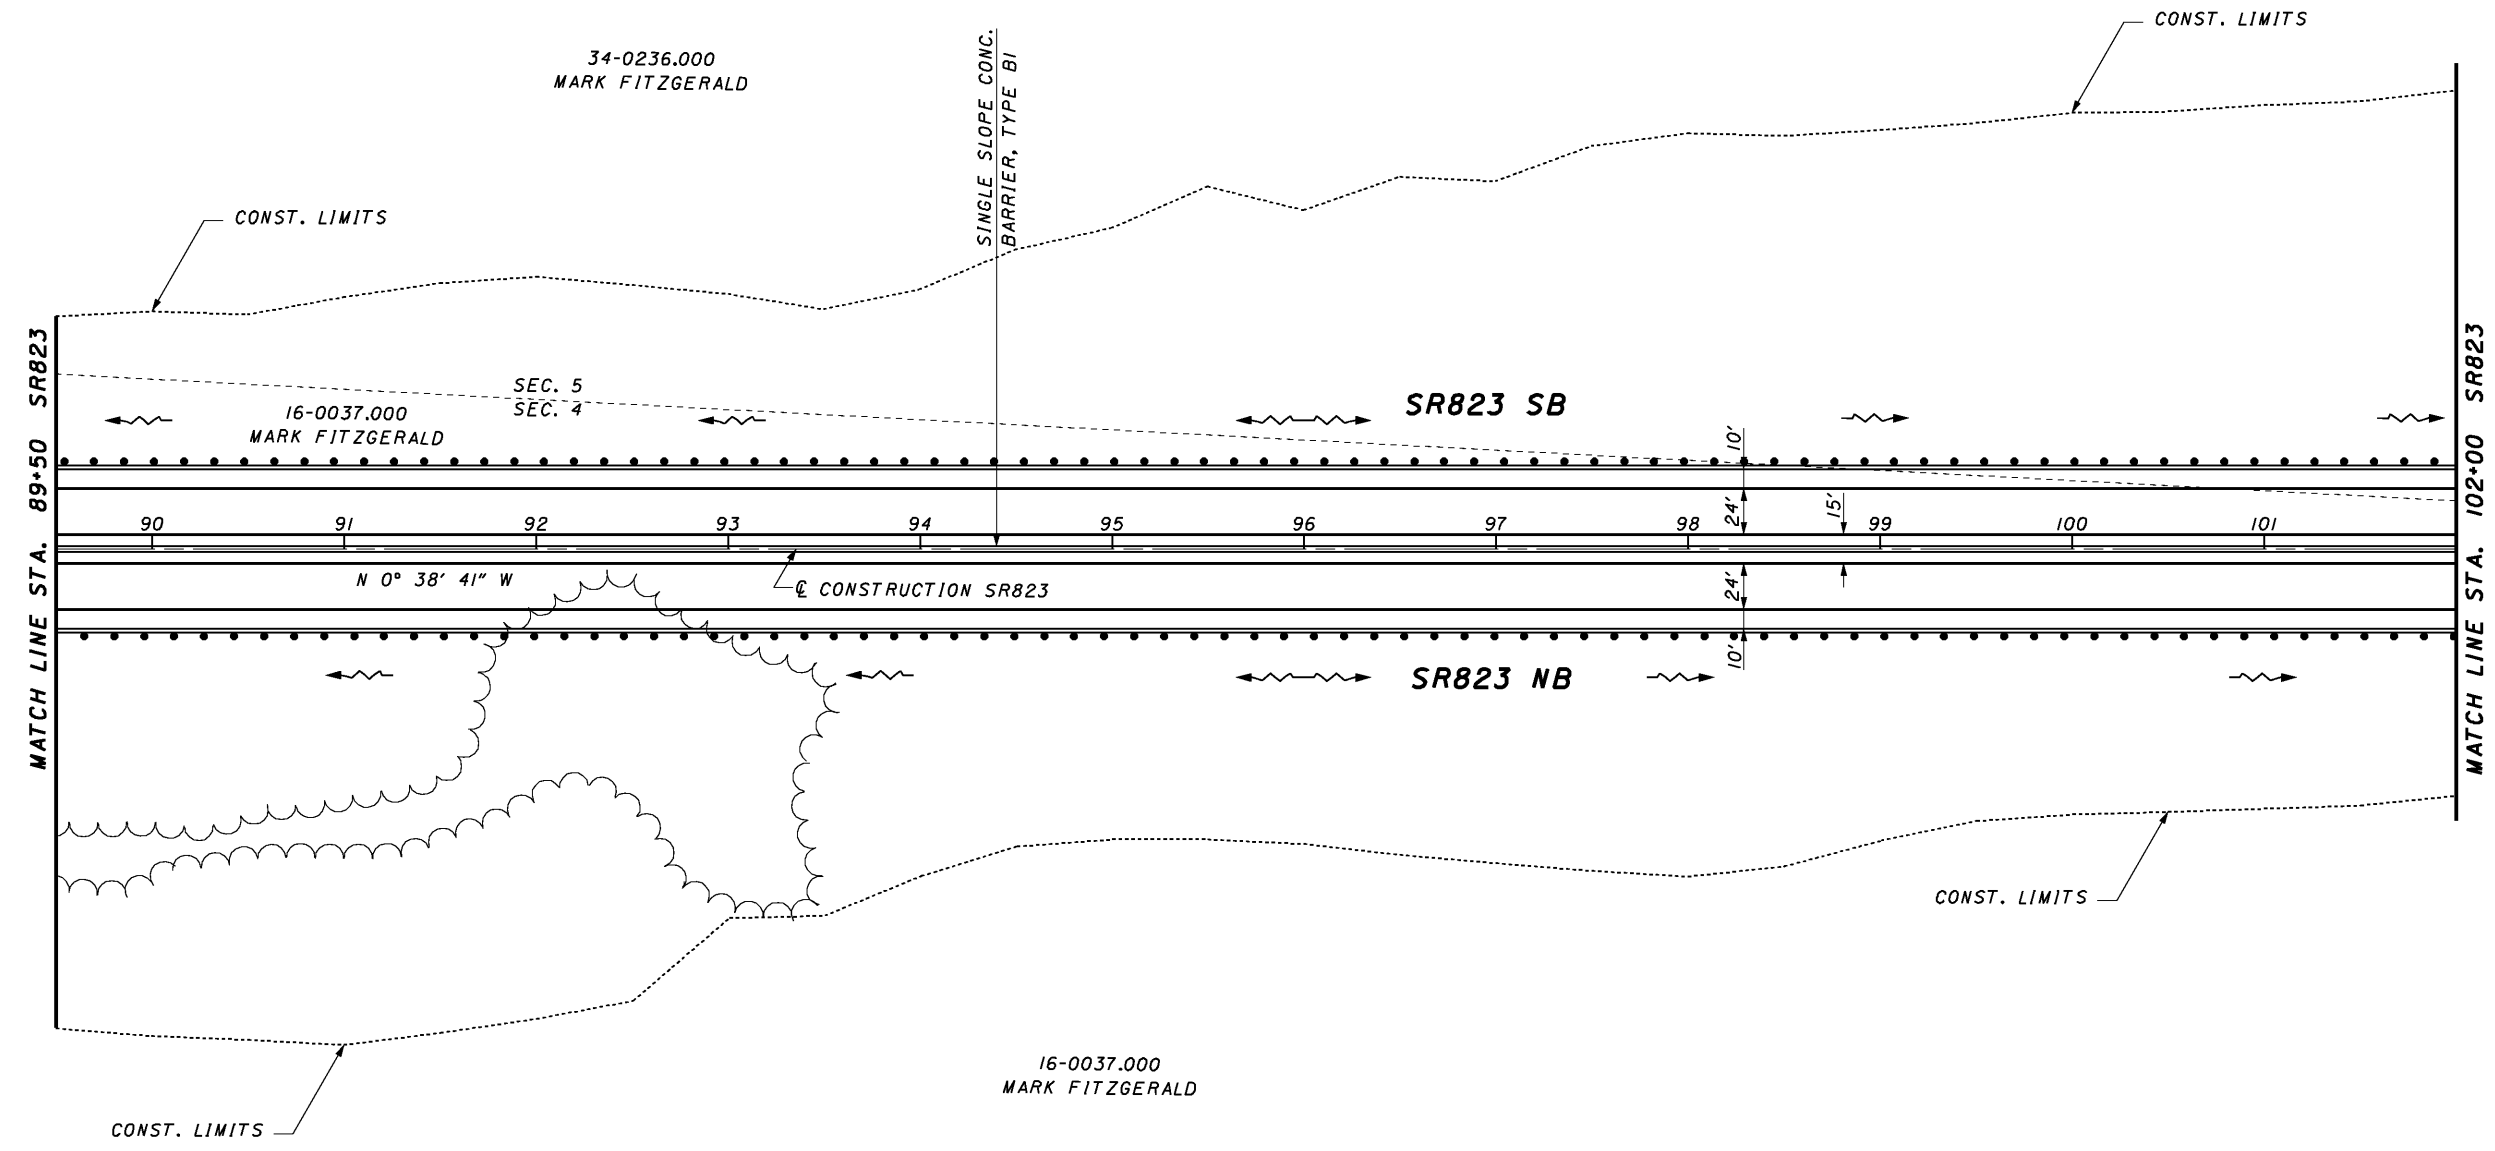 CONST. LIMITS
34-0236.000
MARK FITZGERALD
SINGLE SLOPE CONC.
BARRIER, TYPE B1
CONST. LIMITS
MATCH LINE STA. 89+50 SR823
SEC. 5
SEC. 4
16-0037.000
MARK FITZGERALD
SR823 SB
10'
24'
15'
90 91 92 93 94 95 96 97 98 99 100 101
N 0° 38' 41" W
℄ CONSTRUCTION SR823
24'
10'
SR823 NB
MATCH LINE STA. 102+00 SR823
CONST. LIMITS
16-0037.000
MARK FITZGERALD
CONST. LIMITS